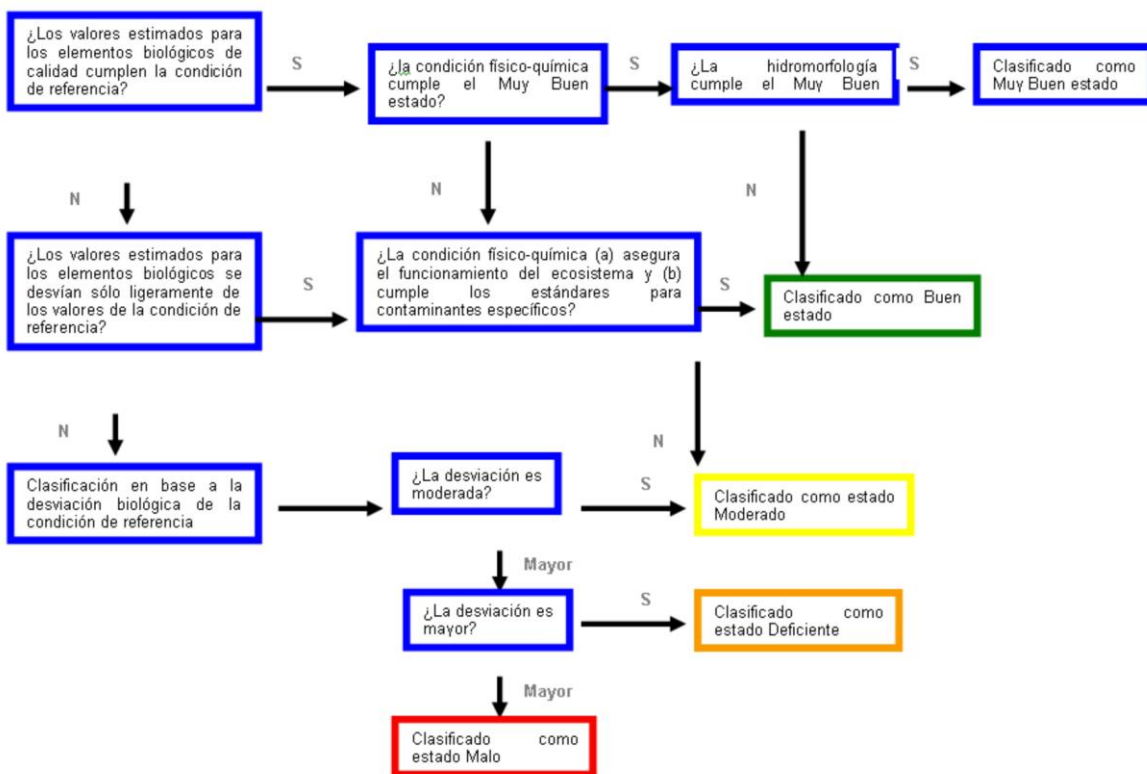 ¿Los valores estimados para
los elementos biológicos de
calidad cumplen la condición
de referencia?
S
¿la condición físico-química
cumple el Muy Buen
estado?
S
¿La hidromorfología
cumple el Muy Buen
S
Clasificado como
Muy Buen estado
N
N
N
¿Los valores estimados para
los elementos biológicos se
desvían sólo ligeramente de
los valores de la condición de
referencia?
S
¿La condición físico-química (a) asegura
el funcionamiento del ecosistema y (b)
cumple los estándares para
contaminantes específicos?
S
Clasificado como Buen
estado
N
N
Clasificación en base a la
desviación biológica de la
condición de referencia
¿La desviación es
moderada?
S
Clasificado como estado
Moderado
Mayor
¿La desviación es
mayor?
S
Clasificado como
estado Deficiente
Mayor
Clasificado como
estado Malo